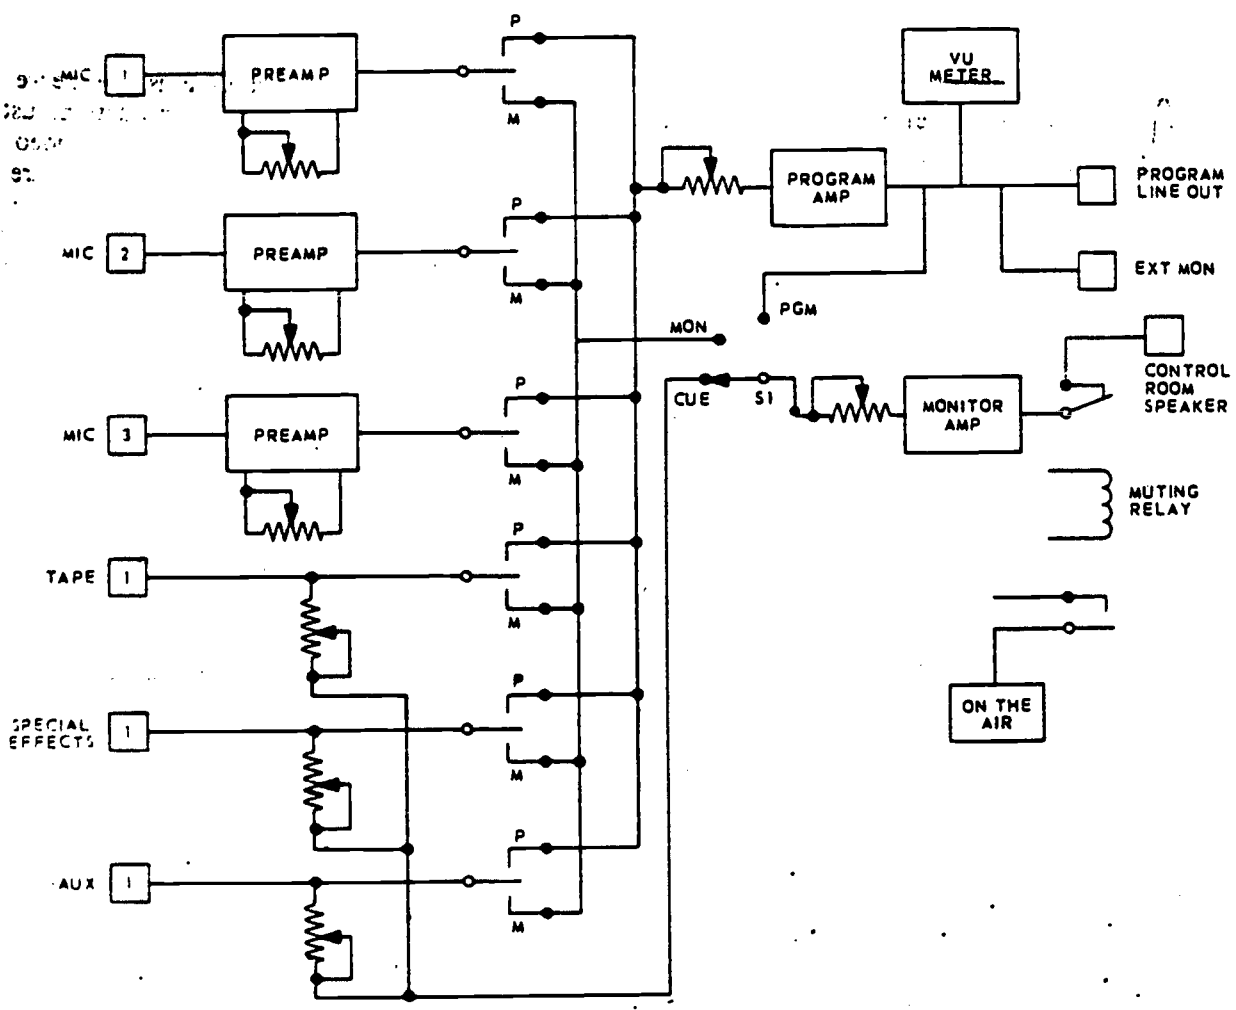 P
MIC 1 PREAMP
M
VU
METER
PROGRAM
AMP
PROGRAM
LINE OUT
P
MIC 2 PREAMP
M
EXT MON
PGM
MON
CONTROL
ROOM
SPEAKER
CUE
S1
MONITOR
AMP
P
MIC 3 PREAMP
M
MUTING
RELAY
P
TAPE 1
M
P
SPECIAL
EFFECTS 1
M
ON THE
AIR
P
AUX 1
M